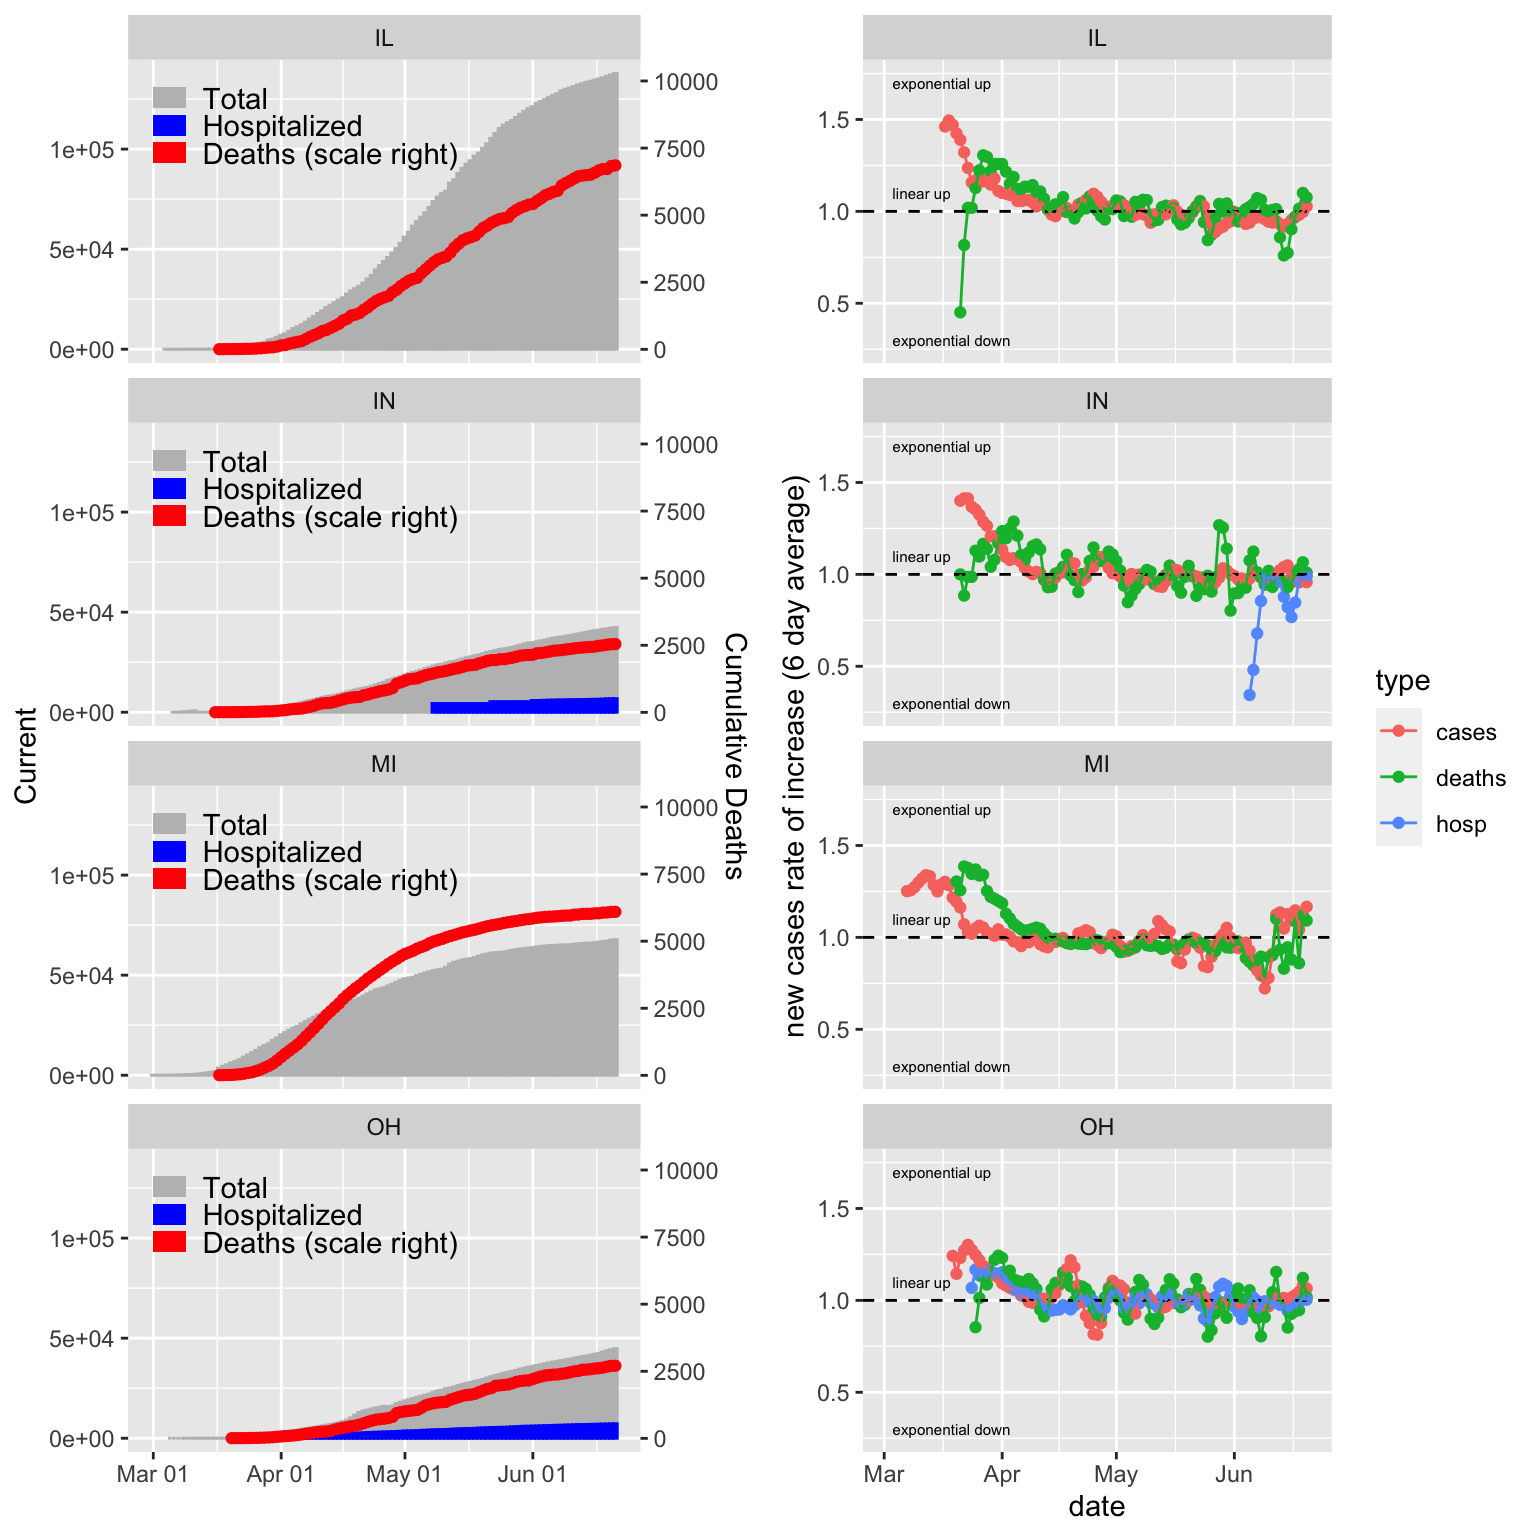 IL
Total
Hospitalized
Deaths (scale right)
1e+05
5e+04
0e+00
10000
7500
5000
2500
0
IN
Total
Hospitalized
Deaths (scale right)
1e+05
5e+04
0e+00
10000
7500
5000
2500
0
MI
Total
Hospitalized
Deaths (scale right)
1e+05
5e+04
0e+00
10000
7500
5000
2500
0
OH
Total
Hospitalized
Deaths (scale right)
1e+05
5e+04
0e+00
10000
7500
5000
2500
0
Mar 01
Apr 01
May 01
Jun 01
Current
Cumulative Deaths
IL
exponential up
linear up
exponential down
1.5
1.0
0.5
IN
exponential up
linear up
exponential down
1.5
1.0
0.5
MI
exponential up
linear up
exponential down
1.5
1.0
0.5
OH
exponential up
linear up
exponential down
1.5
1.0
0.5
Mar
Apr
May
Jun
date
new cases rate of increase (6 day average)
type
cases
deaths
hosp